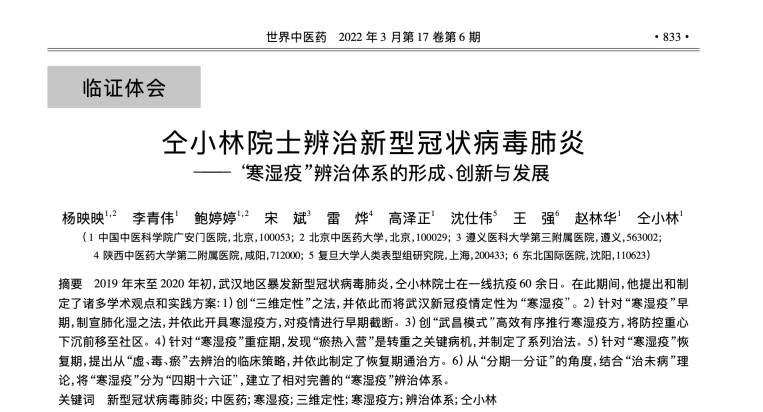 世界中医药 2022 年 3 月第 17 卷第 6 期 · 833 ·
临证体会
仝小林院士辨治新型冠状病毒肺炎
——“寒湿疫”辨治体系的形成、创新与发展
杨映映1,2 李青伟1 鲍婷婷1,2 宋 斌3 雷 烨4 高泽正1 沈仕伟5 王 强6 赵林华1 仝小林1
(1 中国中医科学院广安门医院,北京,100053; 2 北京中医药大学,北京,100029; 3 遵义医科大学第三附属医院,遵义,563002;
4 陕西中医药大学第二附属医院,咸阳,712000; 5 复旦大学人类表型组研究院,上海,200433; 6 东北国际医院,沈阳,110623)
摘要 2019 年末至 2020 年初,武汉地区暴发新型冠状病毒肺炎,仝小林院士在一线抗疫 60 余日。在此期间,他提出和制
定了诸多学术观点和实践方案:1)创“三维定性”之法,并依此而将武汉新冠疫情定性为“寒湿疫”。2)针对“寒湿疫”早
期,制宣肺化湿之法,并依此开具寒湿疫方,对疫情进行早期截断。3)创“武昌模式”高效有序推行寒湿疫方,将防控重心
下沉前移至社区。4)针对“寒湿疫”重症期,发现“瘀热入营”是转重之关键病机,并制定了系列治法。5)针对“寒湿疫”恢
复期,提出从“虚、毒、瘀”去辨治的临床策略,并依此制定了恢复期通治方。6)从“分期—分证”的角度,结合“治未病”理
论,将“寒湿疫”分为“四期十六证”,建立了相对完善的“寒湿疫”辨治体系。
关键词 新型冠状病毒肺炎; 中医药; 寒湿疫; 三维定性; 寒湿疫方; 辨治体系; 仝小林